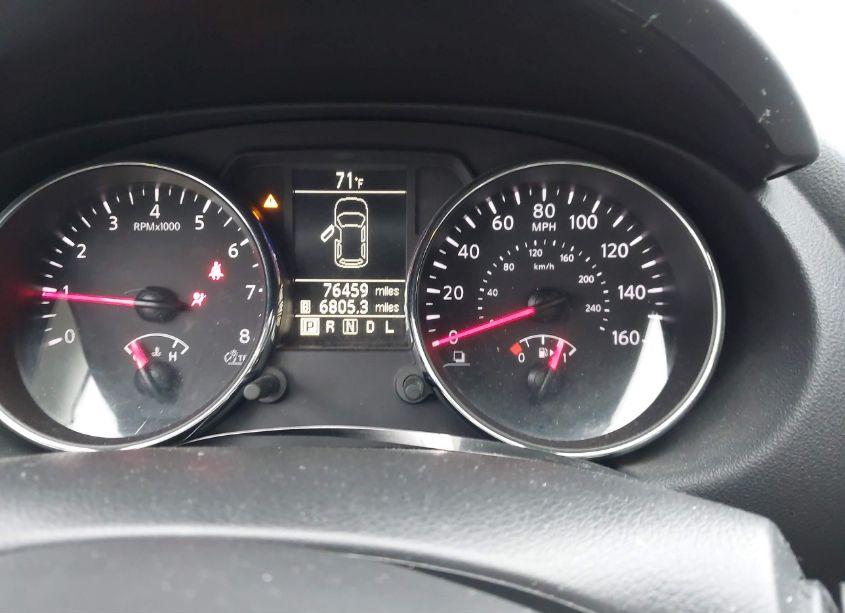 71°F
76459 miles
B 6805.3 miles
P R N D L
0 1 2 3 4 5 6 7 8
RPMx1000
H
0 20 40 60 80 100 120 140 160
MPH
40 80 120 160 200 240
km/h
0 1